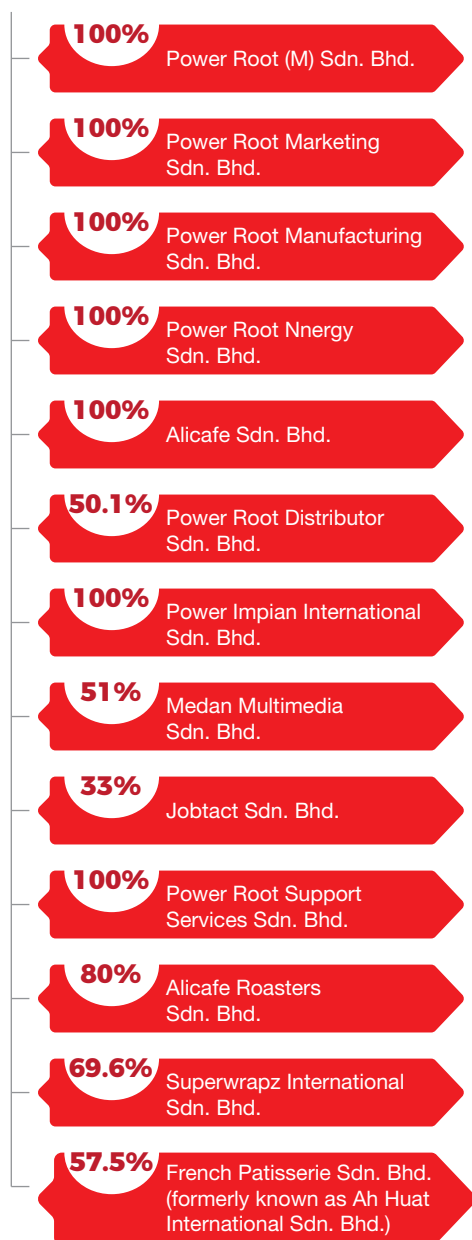 100%
Power Root (M) Sdn. Bhd.
100%
Power Root Marketing
Sdn. Bhd.
100%
Power Root Manufacturing
Sdn. Bhd.
100%
Power Root Nnergy
Sdn. Bhd.
100%
Alicafe Sdn. Bhd.
50.1%
Power Root Distributor
Sdn. Bhd.
100%
Power Impian International
Sdn. Bhd.
51%
Medan Multimedia
Sdn. Bhd.
33%
Jobtact Sdn. Bhd.
100%
Power Root Support
Services Sdn. Bhd.
80%
Alicafe Roasters
Sdn. Bhd.
69.6%
Superwrapz International
Sdn. Bhd.
57.5%
French Patisserie Sdn. Bhd.
(formerly known as Ah Huat
International Sdn. Bhd.)